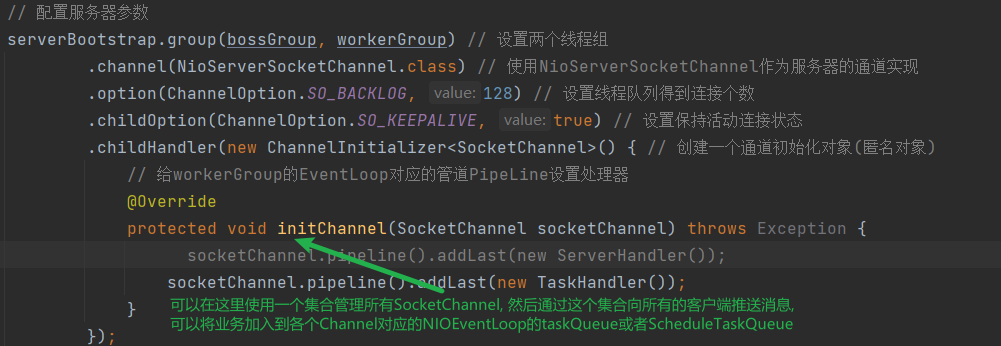 // 配置服务器参数
serverBootstrap.group(bossGroup, workerGroup) // 设置两个线程组
.channel(NioServerSocketChannel.class) // 使用NioServerSocketChannel作为服务器的通道实现
.option(ChannelOption.SO_BACKLOG, value: 128) // 设置线程队列得到连接个数
.childOption(ChannelOption.SO_KEEPALIVE, value: true) // 设置保持活动连接状态
.childHandler(new ChannelInitializer<SocketChannel>() { // 创建一个通道初始化对象(匿名对象)
// 给workerGroup的EventLoop对应的管道PipeLine设置处理器
@Override
protected void initChannel(SocketChannel socketChannel) throws Exception {
socketChannel.pipeline().addLast(new ServerHandler());
socketChannel.pipeline().addLast(new TaskHandler());
}
可以在这里使用一个集合管理所有SocketChannel, 然后通过这个集合向所有的客户端推送消息,
可以将业务加入到各个Channel对应的NIOEventLoop的taskQueue或者ScheduleTaskQueue
});